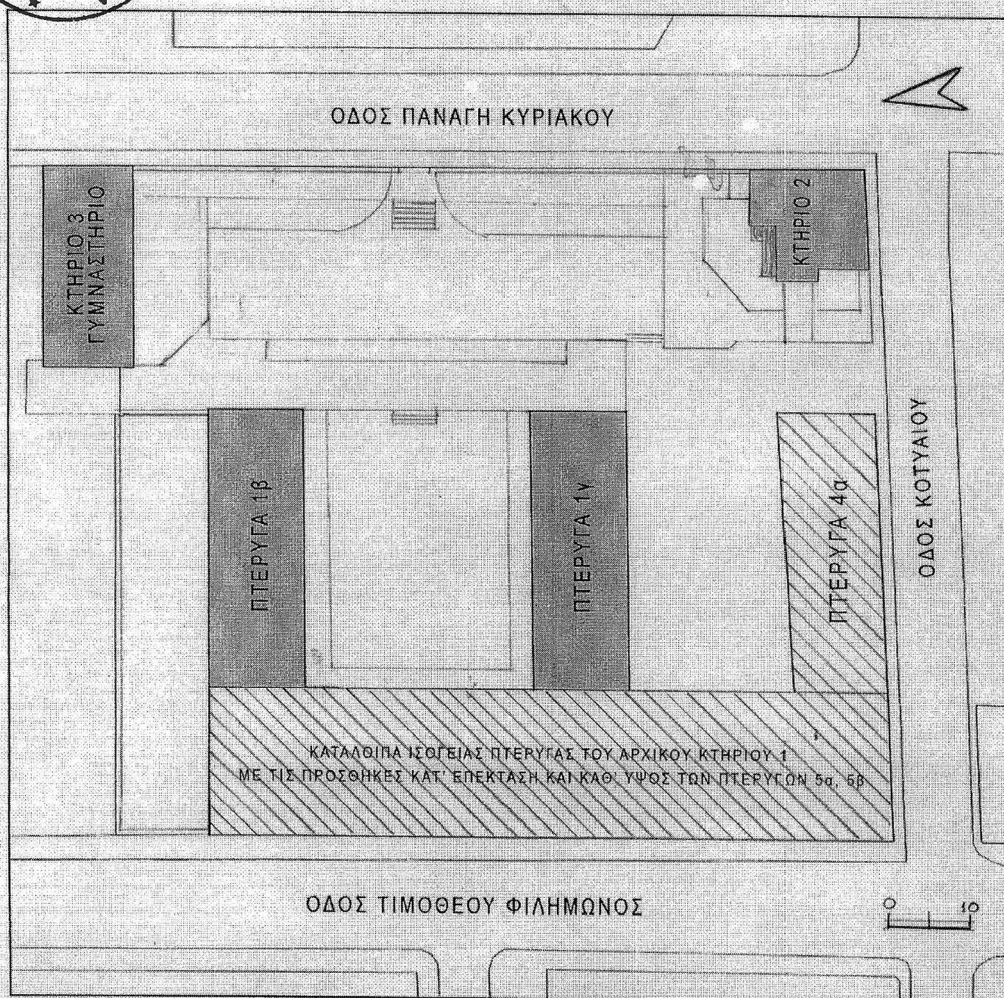 ΟΔΟΣ ΠΑΝΑΓΗ ΚΥΡΙΑΚΟΥ
ΚΤΗΡΙΟ 3
ΓΥΜΝΑΣΤΗΡΙΟ
ΚΤΗΡΙΟ 2
ΟΔΟΣ ΚΟΤΥΑΙΟΥ
ΠΤΕΡΥΓΑ 1β
ΠΤΕΡΥΓΑ 1γ
ΠΤΕΡΥΓΑ 4α
ΚΑΤΑΛΟΙΠΑ ΙΣΟΓΕΙΑΣ ΠΤΕΡΥΓΑΣ ΤΟΥ ΑΡΧΙΚΟΥ ΚΤΗΡΙΟΥ 1
ΜΕ ΤΙΣ ΠΡΟΣΘΗΚΕΣ ΚΑΤ' ΕΠΕΚΤΑΣΗ ΚΑΙ ΚΑΘ' ΥΨΟΣ ΤΩΝ ΠΤΕΡΥΓΩΝ 5α, 5β
ΟΔΟΣ ΤΙΜΟΘΕΟΥ ΦΙΛΗΜΩΝΟΣ
0 10